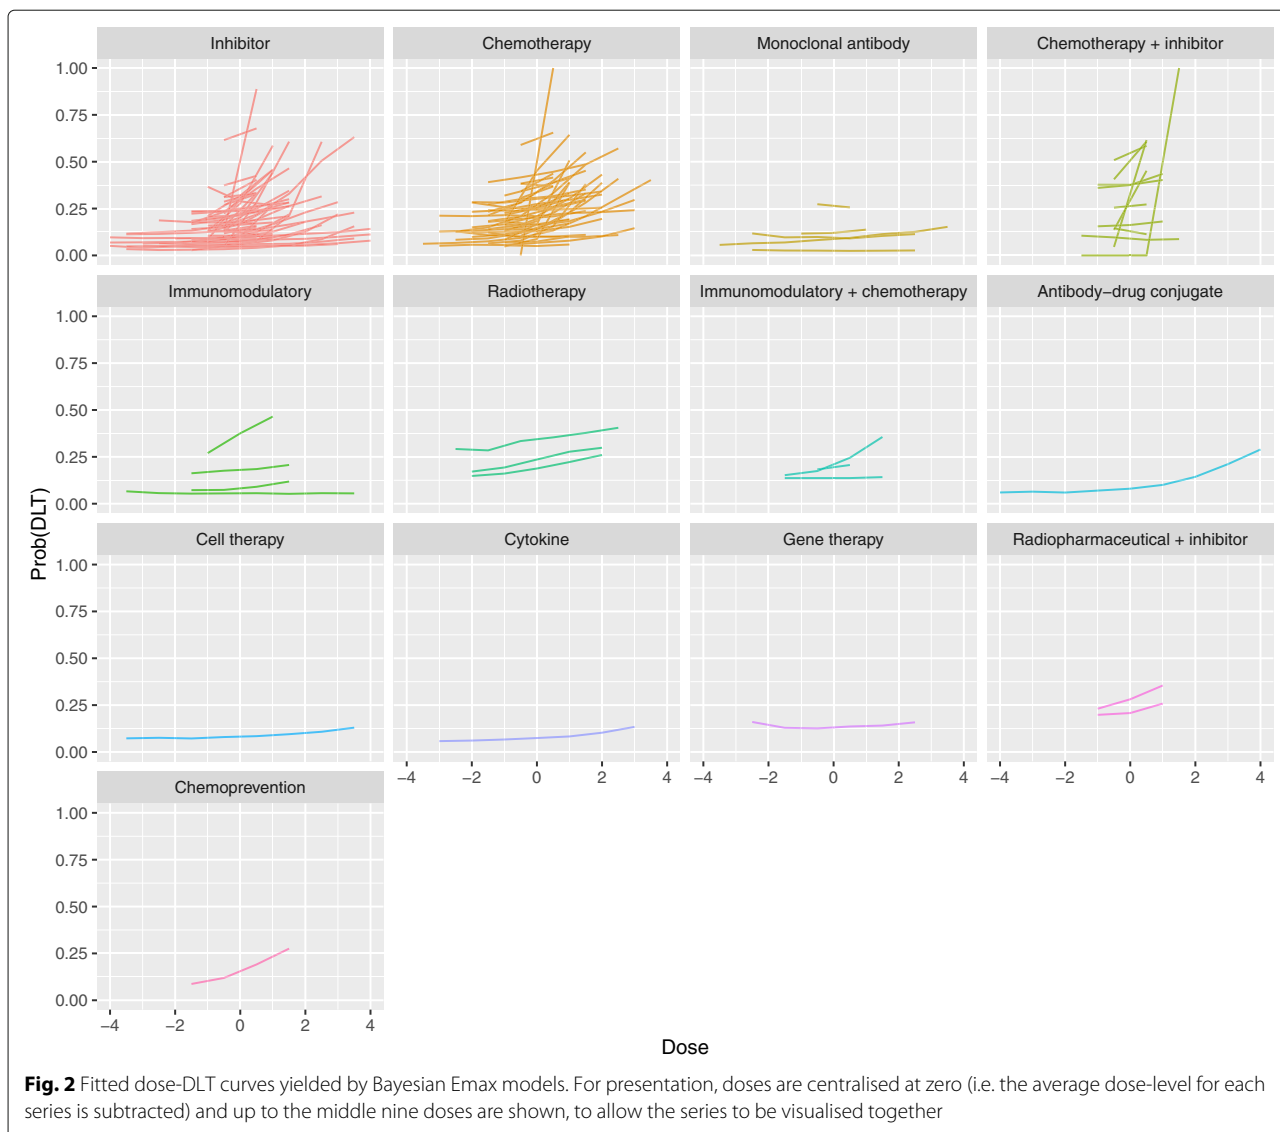 Inhibitor
Chemotherapy
Monoclonal antibody
Chemotherapy + inhibitor
1.00
0.75
0.50
0.25
0.00
Immunomodulatory
Radiotherapy
Immunomodulatory + chemotherapy
Antibody–drug conjugate
1.00
0.75
0.50
0.25
0.00
Prob(DLT)
Cell therapy
Cytokine
Gene therapy
Radiopharmaceutical + inhibitor
1.00
0.75
0.50
0.25
0.00
−4 −2 0 2 4
−4 −2 0 2 4
−4 −2 0 2 4
Chemoprevention
1.00
0.75
0.50
0.25
0.00
−4 −2 0 2 4
Dose
Fig. 2 Fitted dose-DLT curves yielded by Bayesian Emax models. For presentation, doses are centralised at zero (i.e. the average dose-level for each
series is subtracted) and up to the middle nine doses are shown, to allow the series to be visualised together